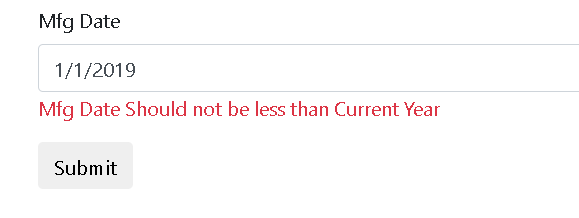 Mfg Date
1/1/2019
Mfg Date Should not be less than Current Year
Submit